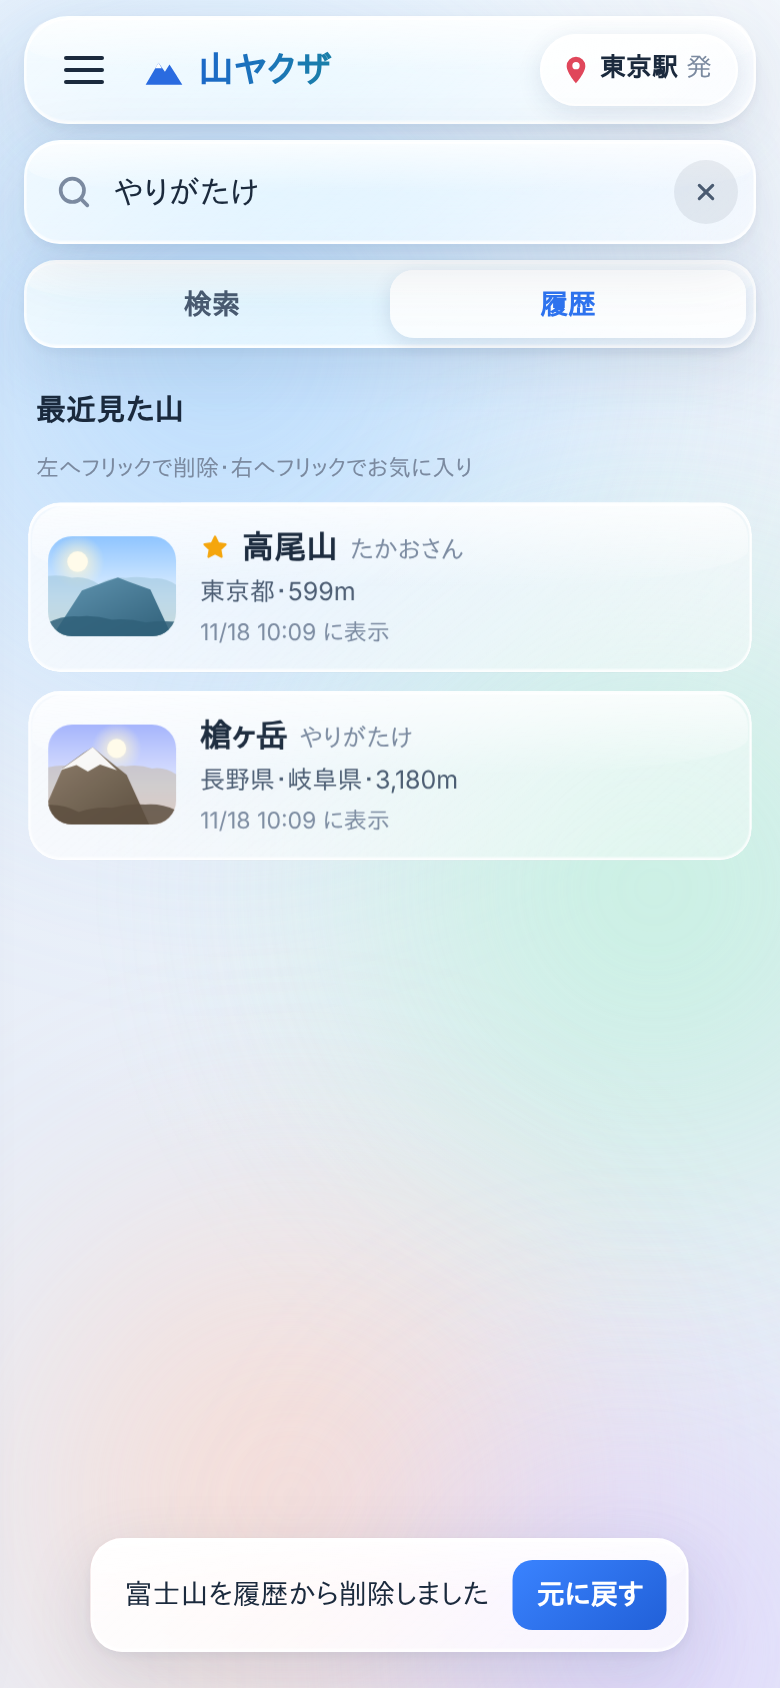 山ヤクザ
東京駅 発
やりがたけ
検索
履歴
最近見た山
左へフリックで削除·右へフリックでお気に入り
高尾山 たかおさん
東京都·599m
11/18 10:09 に表示
槍ヶ岳 やりがたけ
長野県·岐阜県·3,180m
11/18 10:09 に表示
富士山を履歴から削除しました
元に戻す